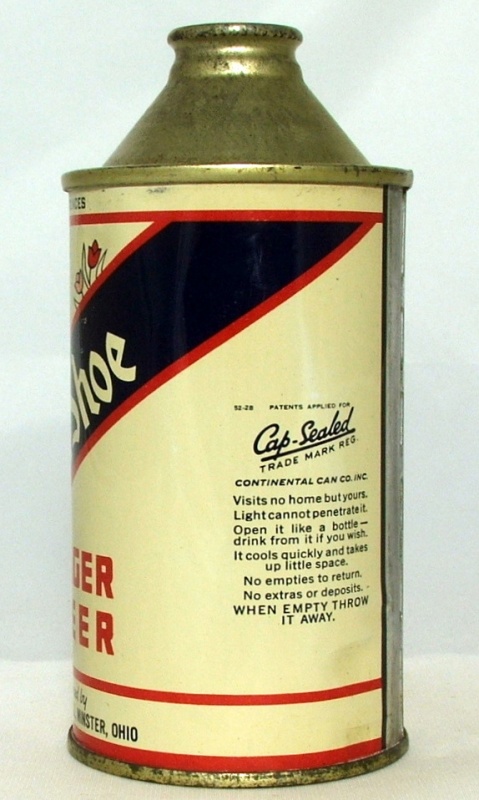 Shoe
52-28 PATENTS APPLIED FOR
Cap-Sealed
TRADE MARK REG.
CONTINENTAL CAN CO. INC.
Visits no home but yours.
Light cannot penetrate it.
Open it like a bottle—
drink from it if you wish.
It cools quickly and takes
up little space.
No empties to return.
No extras or deposits.
WHEN EMPTY THROW
IT AWAY.
GER
EER
by
MINSTER, OHIO